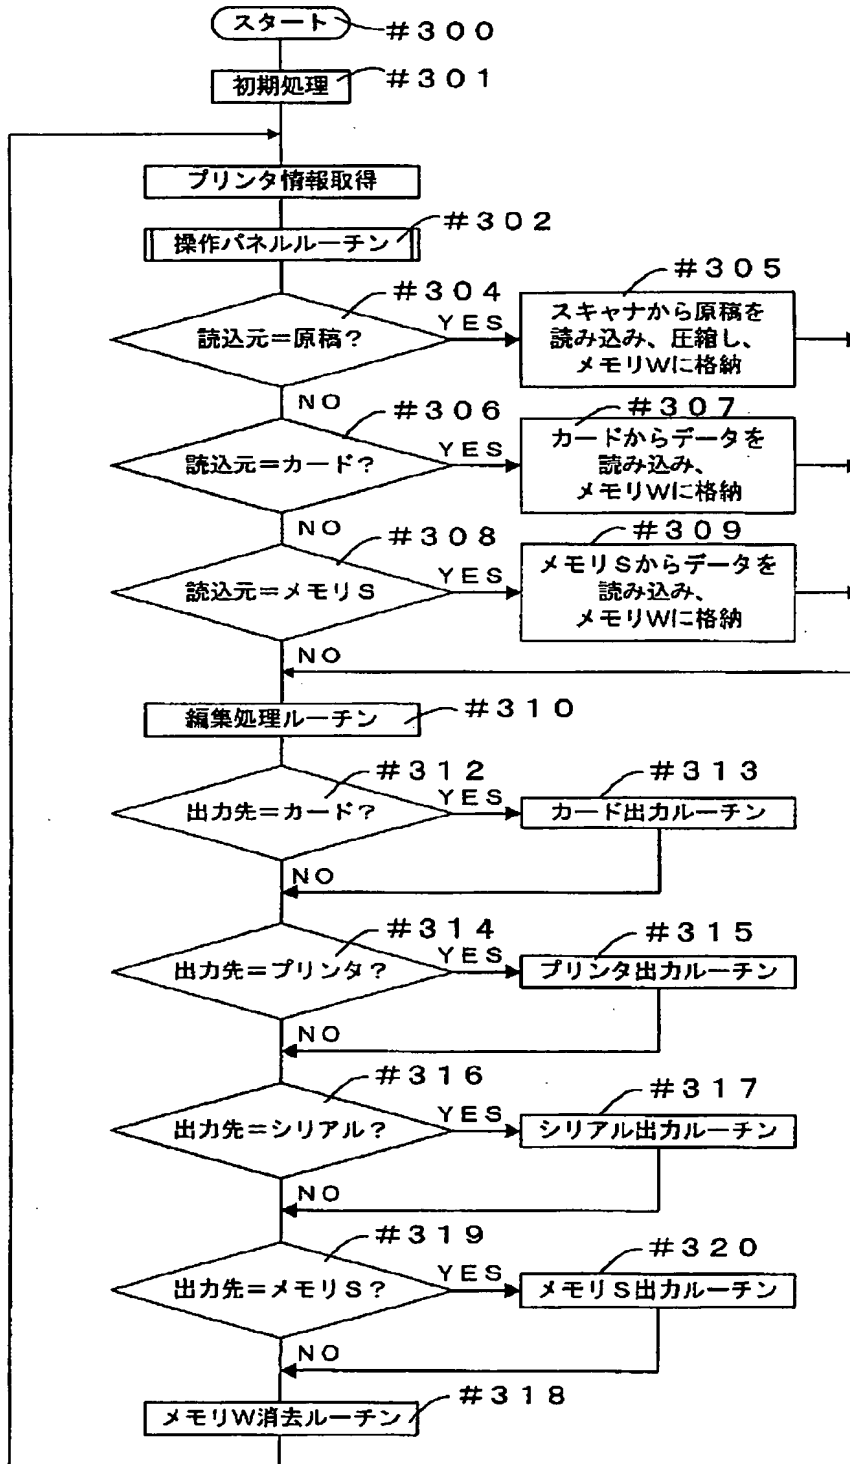 スタート
#300
初期処理
#301
プリンタ情報取得
操作パネルルーチン
#302
読込元=原稿?
#304
YES
#305
スキャナから原稿を
読み込み、圧縮し、
メモリWに格納
NO
読込元=カード?
#306
YES
#307
カードからデータを
読み込み、
メモリWに格納
NO
読込元=メモリS
#308
YES
#309
メモリSからデータを
読み込み、
メモリWに格納
NO
編集処理ルーチン
#310
出力先=カード?
#312
YES
#313
カード出力ルーチン
NO
出力先=プリンタ?
#314
YES
#315
プリンタ出力ルーチン
NO
出力先=シリアル?
#316
YES
#317
シリアル出力ルーチン
NO
出力先=メモリS?
#319
YES
#320
メモリS出力ルーチン
NO
メモリW消去ルーチン
#318